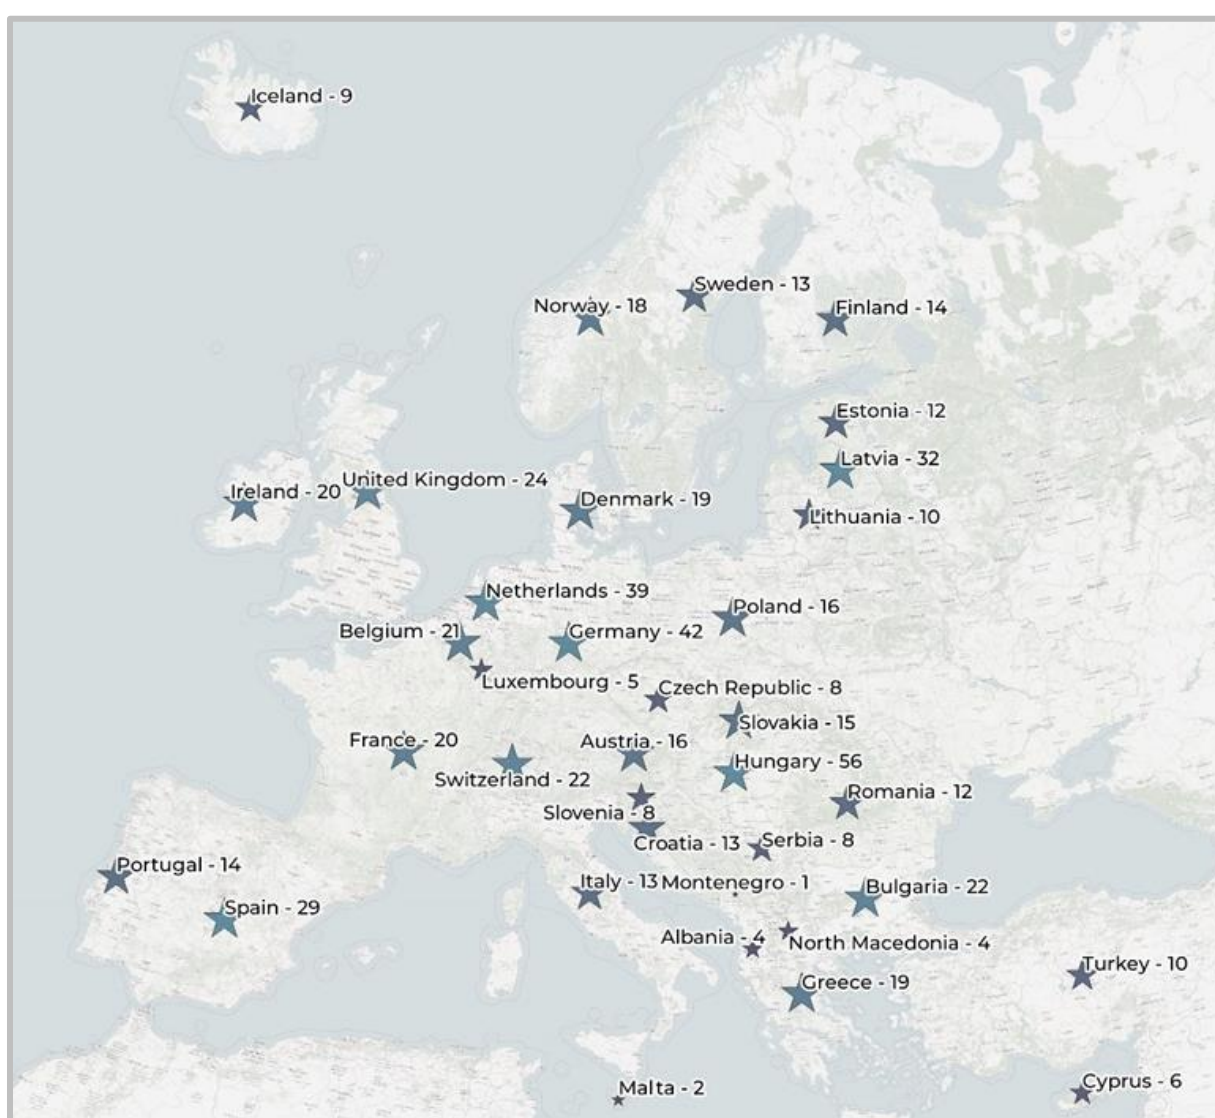 Iceland - 9
Sweden - 13
Norway - 18
Finland - 14
Estonia - 12
Latvia - 32
United Kingdom - 24
Ireland - 20
Denmark - 19
Lithuania - 10
Netherlands - 39
Poland - 16
Belgium - 21
Germany - 42
Luxembourg - 5
Czech Republic - 8
Slovakia - 15
France - 20
Austria - 16
Hungary - 56
Switzerland - 22
Romania - 12
Slovenia - 8
Croatia - 13
Serbia - 8
Portugal - 14
Italy - 13
Montenegro - 1
Bulgaria - 22
Spain - 29
Albania - 4
North Macedonia - 4
Turkey - 10
Greece - 19
Cyprus - 6
Malta - 2